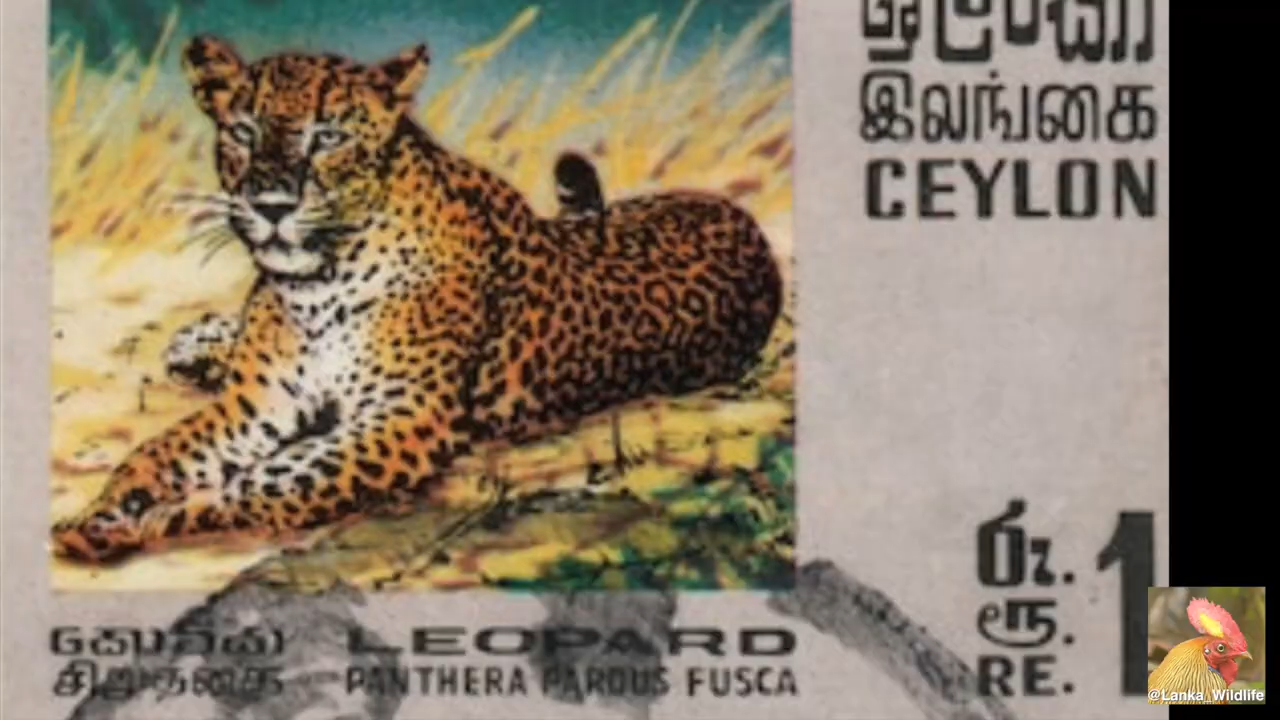 இலங்கை
CEYLON
රු.
ரூ.
RE. 1
LEOPARD
சிறுத்தை
PANTHERA PARDUS FUSCA
@Lanka_Wildlife